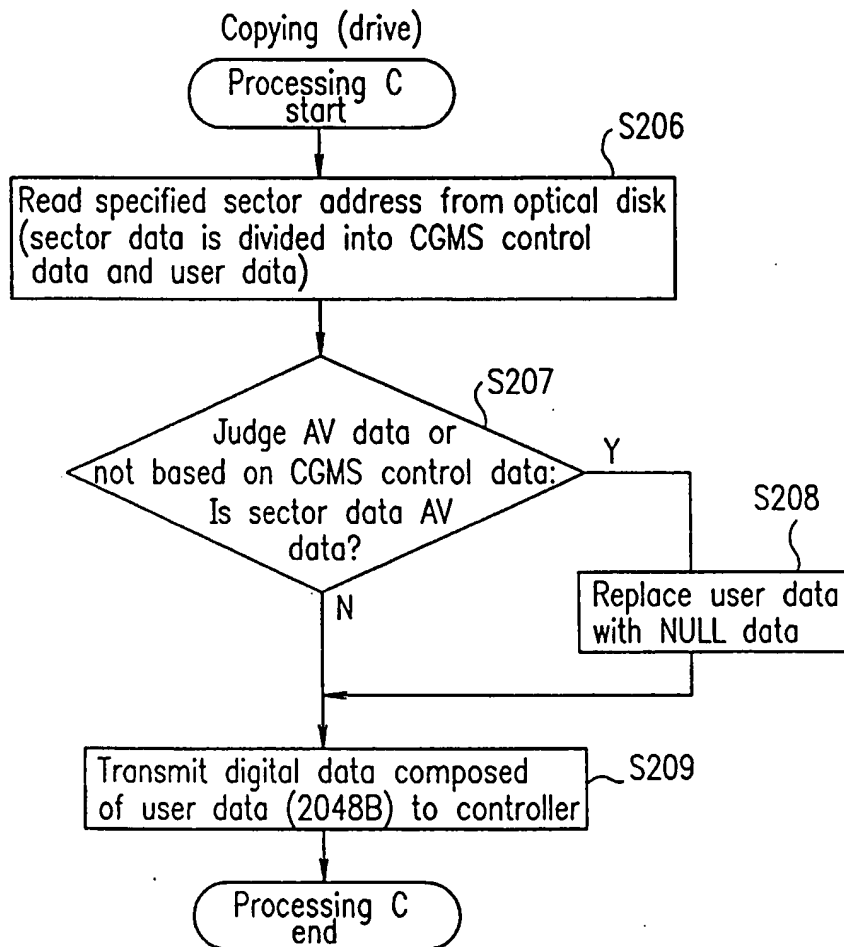 Copying (drive)
Processing C
start
S206
Read specified sector address from optical disk
(sector data is divided into CGMS control
data and user data)
S207
Judge AV data or
not based on CGMS control data:
Is sector data AV
data?
Y
S208
Replace user data
with NULL data
N
Transmit digital data composed
of user data (2048B) to controller
S209
Processing C
end